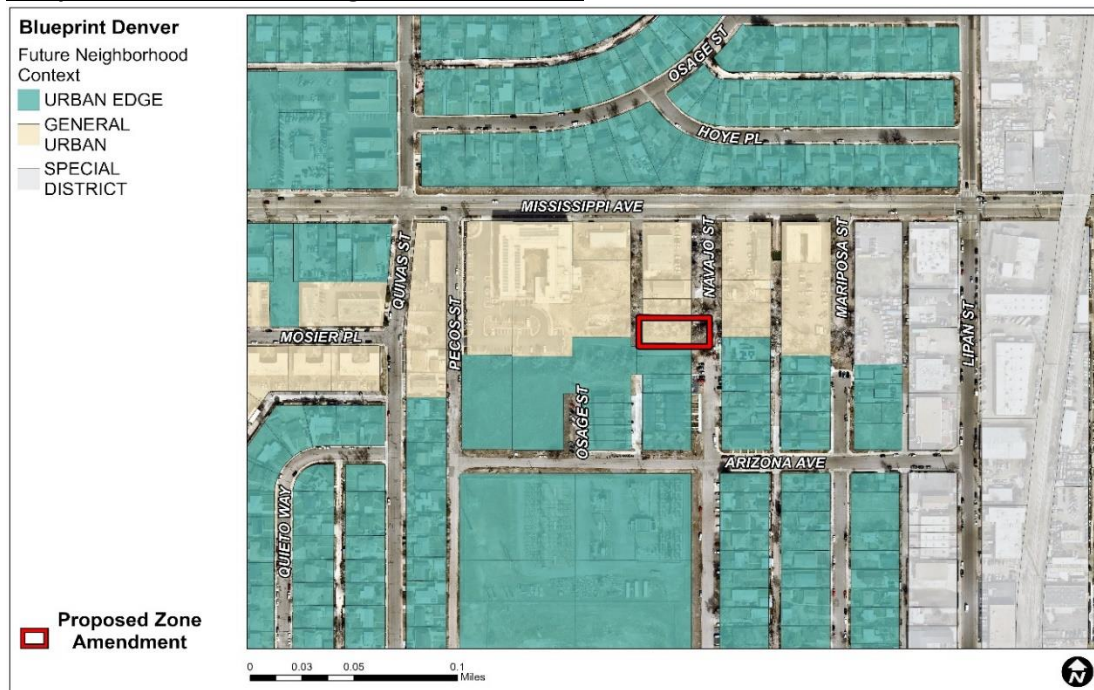 Blueprint Denver
Future Neighborhood
Context
URBAN EDGE
GENERAL
URBAN
SPECIAL
DISTRICT
OSAGE ST
HOYE PL
MISSISSIPPI AVE
QUIVAS ST
PECOS ST
NAVAJO ST
MARIPOSA ST
LIPAN ST
MOSIER PL
OSAGE ST
ARIZONA AVE
QUIETO WAY
Proposed Zone
Amendment
0 0.03 0.05 0.1
Miles
N